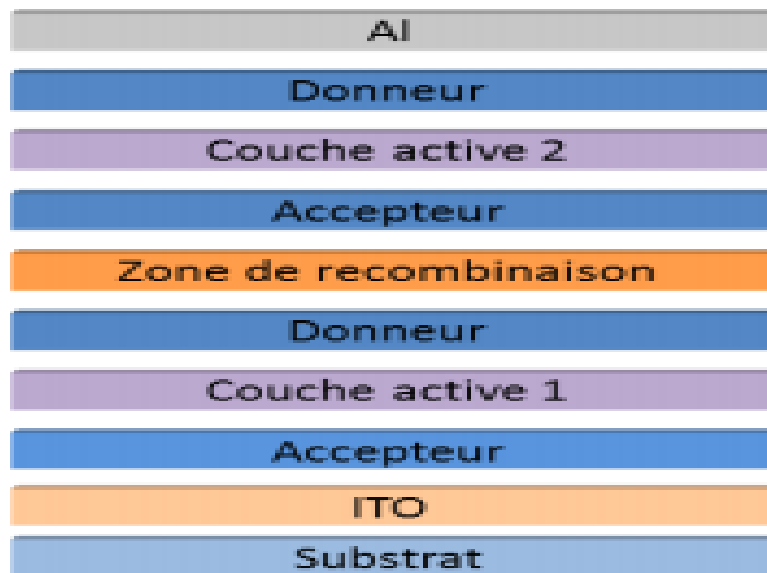 Al
Donneur
Couche active 2
Accepteur
Zone de recombinaison
Donneur
Couche active 1
Accepteur
ITO
Substrat